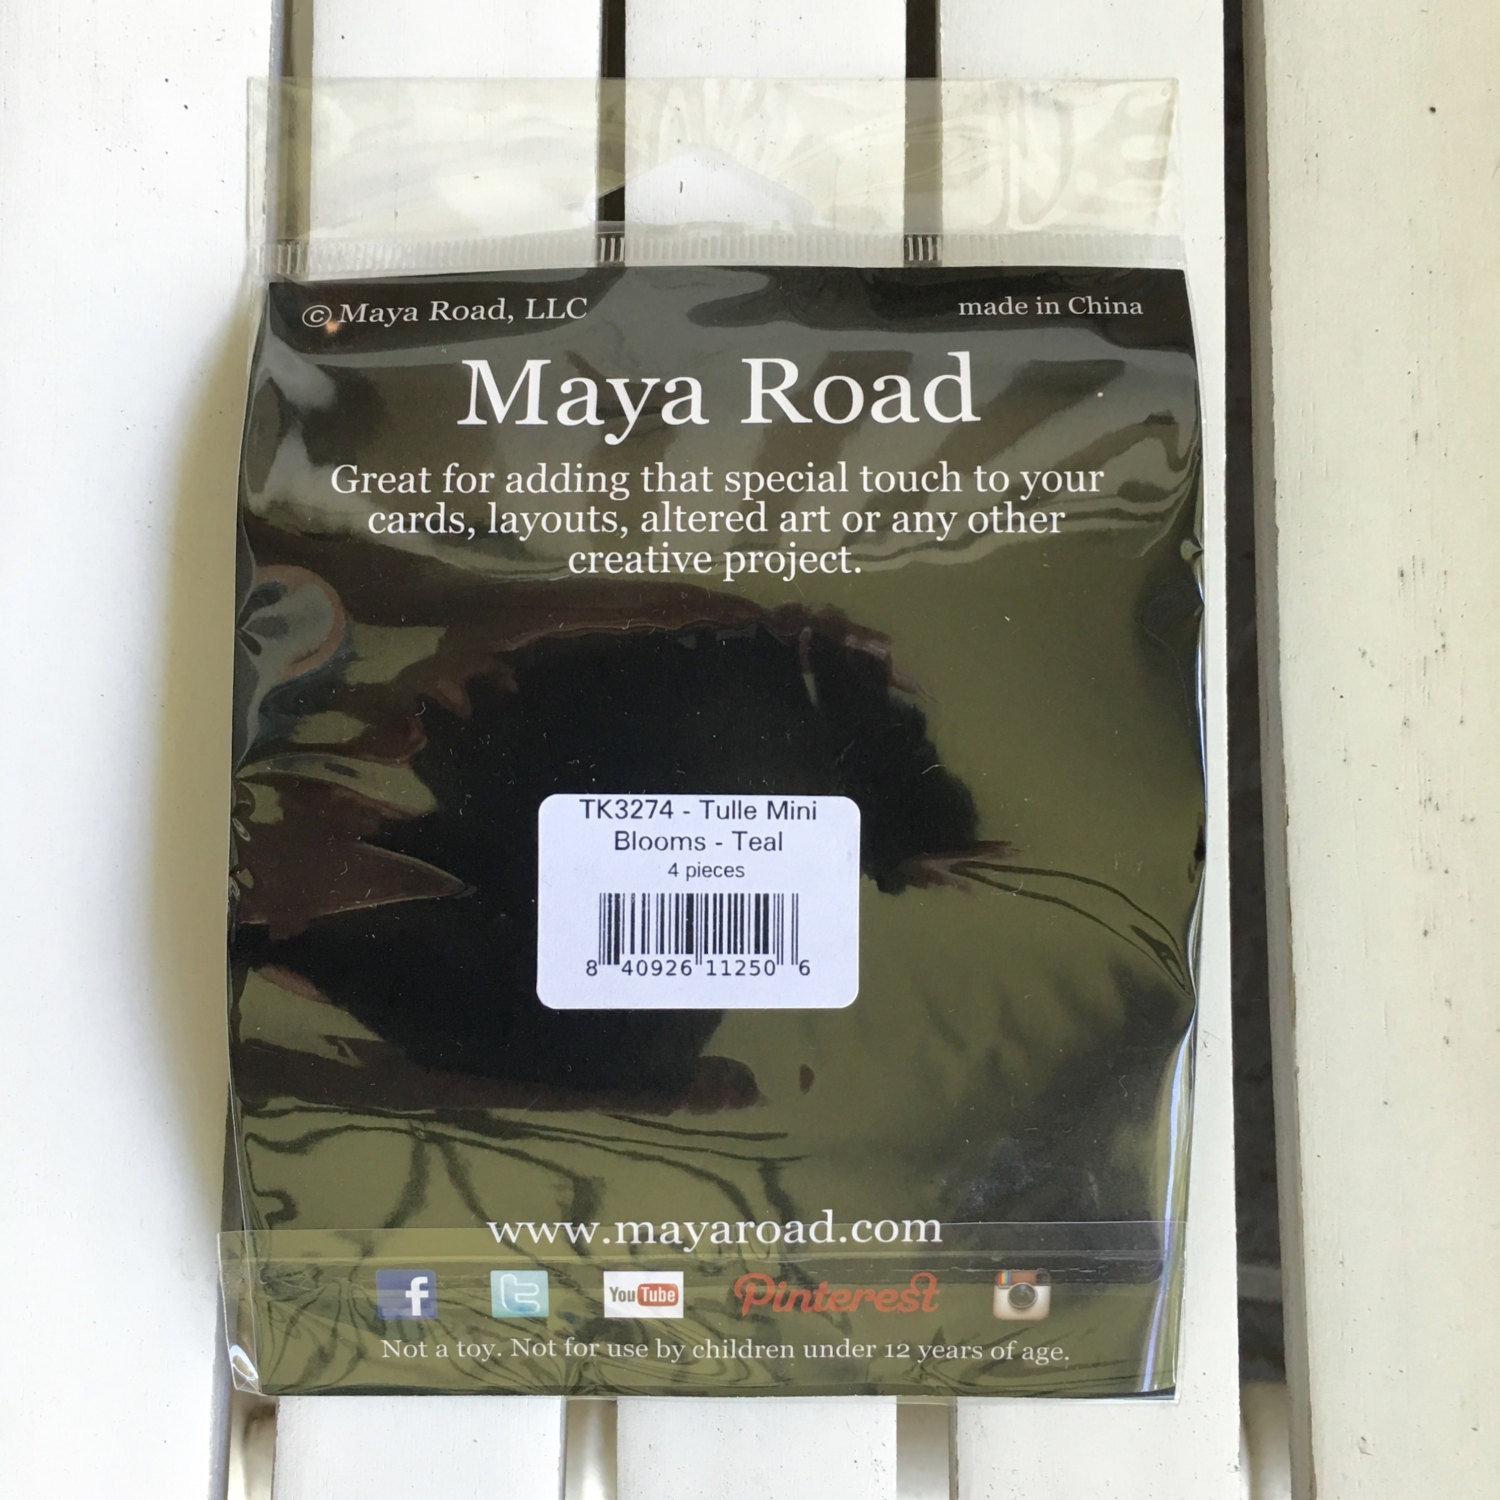 © Maya Road, LLC
made in China
Maya Road
Great for adding that special touch to your
cards, layouts, altered art or any other
creative project.
TK3274 - Tulle Mini
Blooms - Teal
4 pieces
8 40926 11250 6
www.mayaroad.com
f t YouTube Pinterest
Not a toy. Not for use by children under 12 years of age.